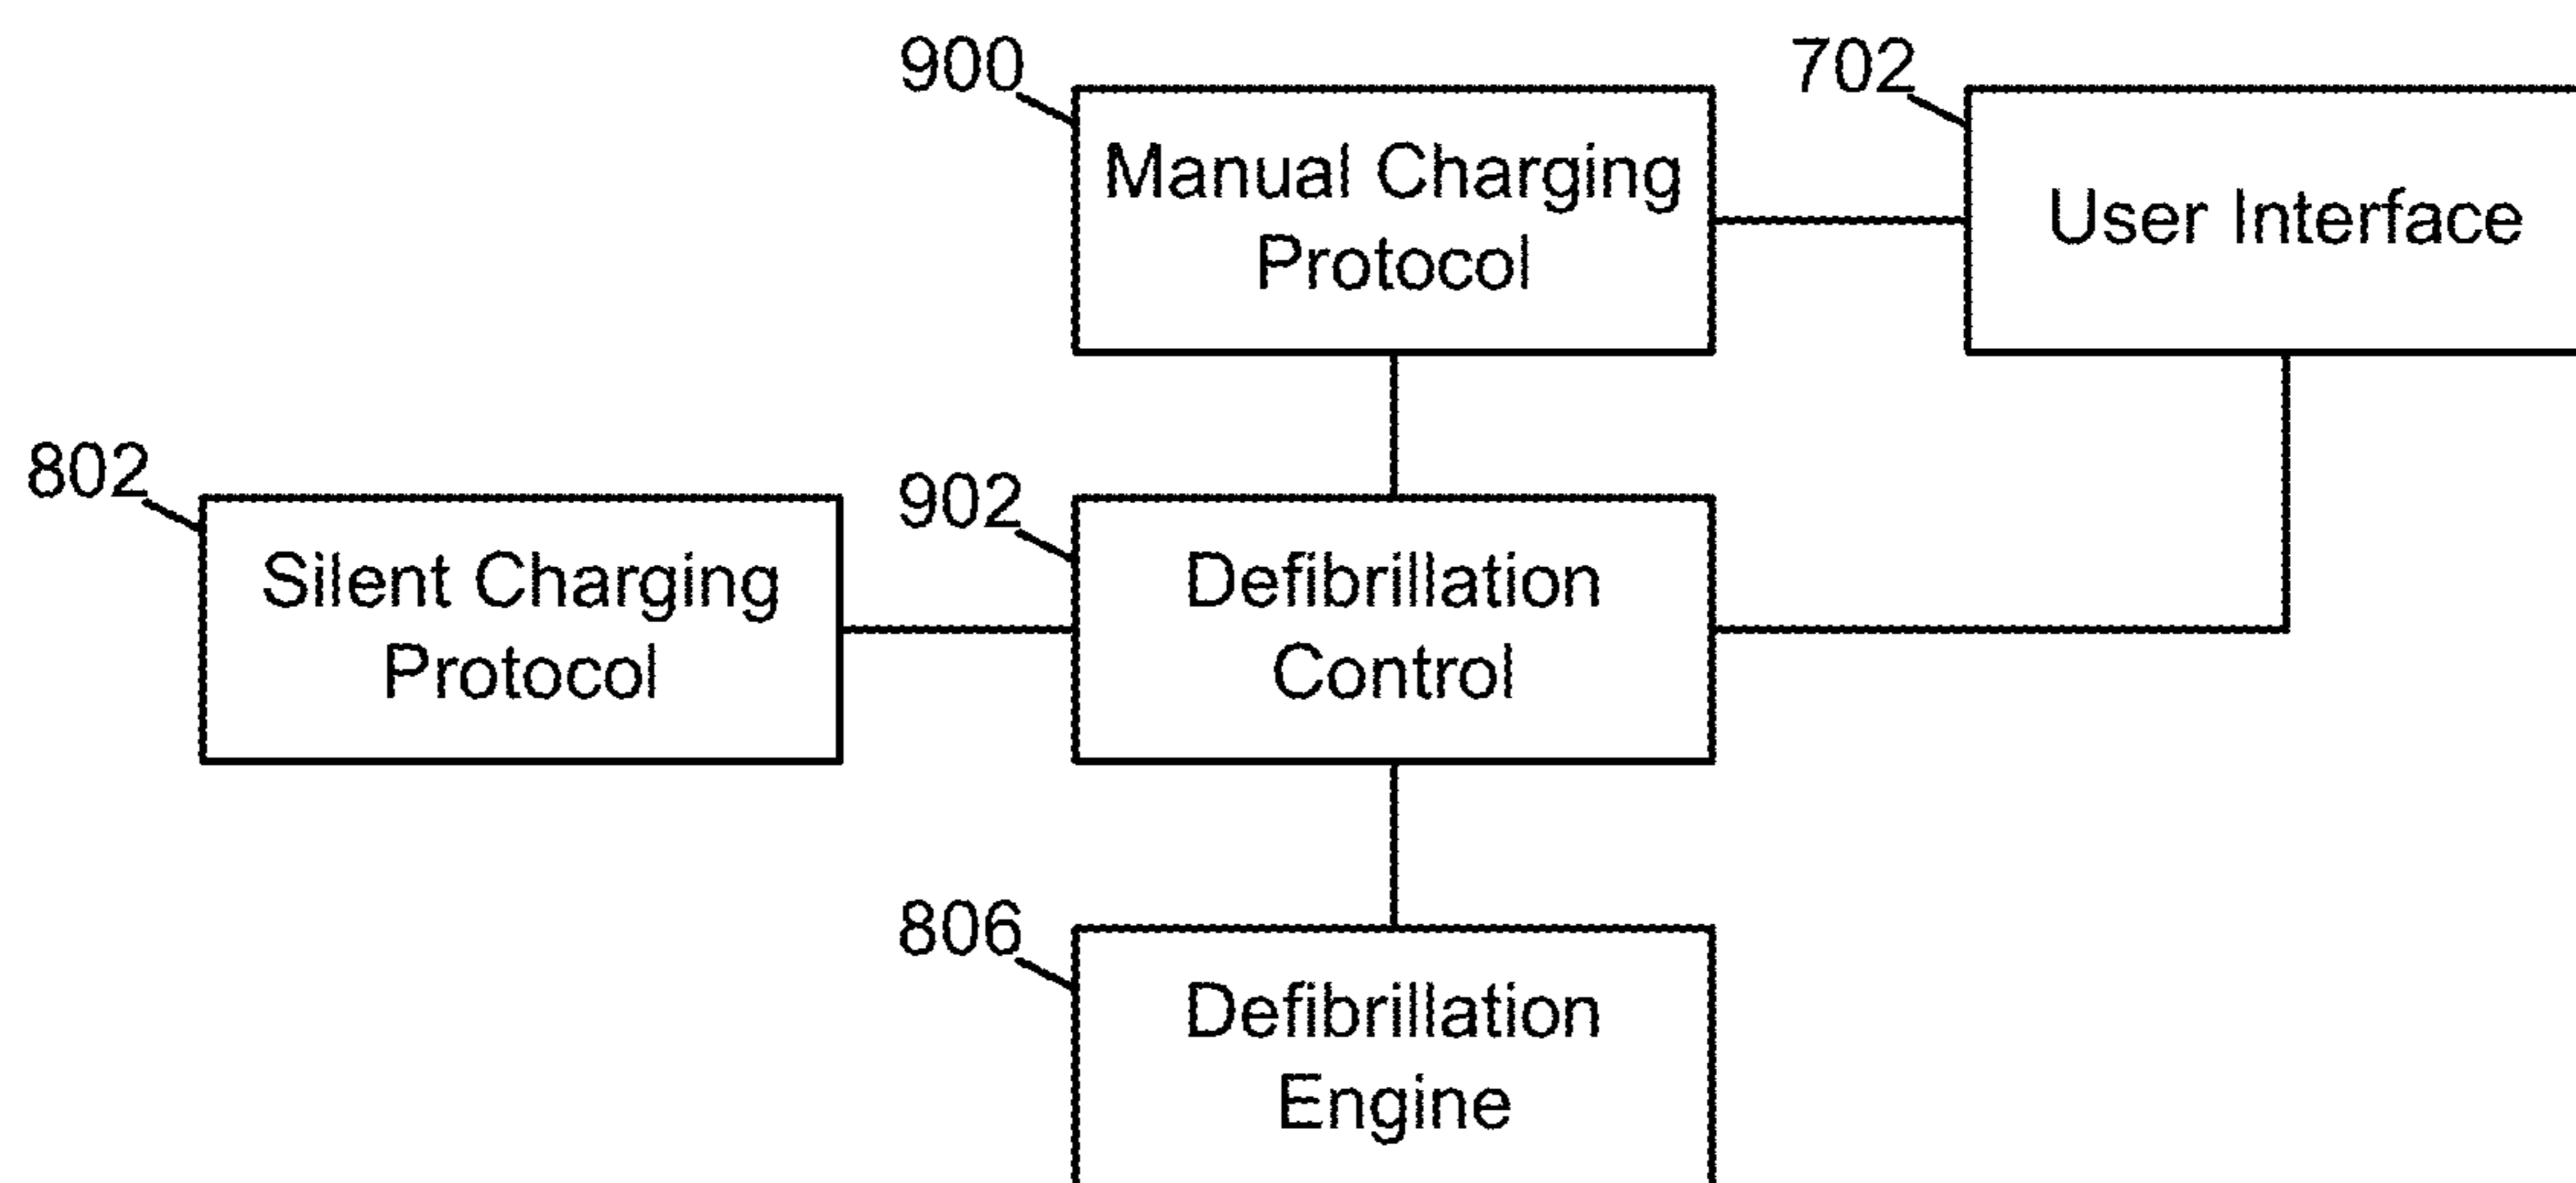 900
Manual Charging
Protocol
702
User Interface
802
Silent Charging
Protocol
902
Defibrillation
Control
806
Defibrillation
Engine